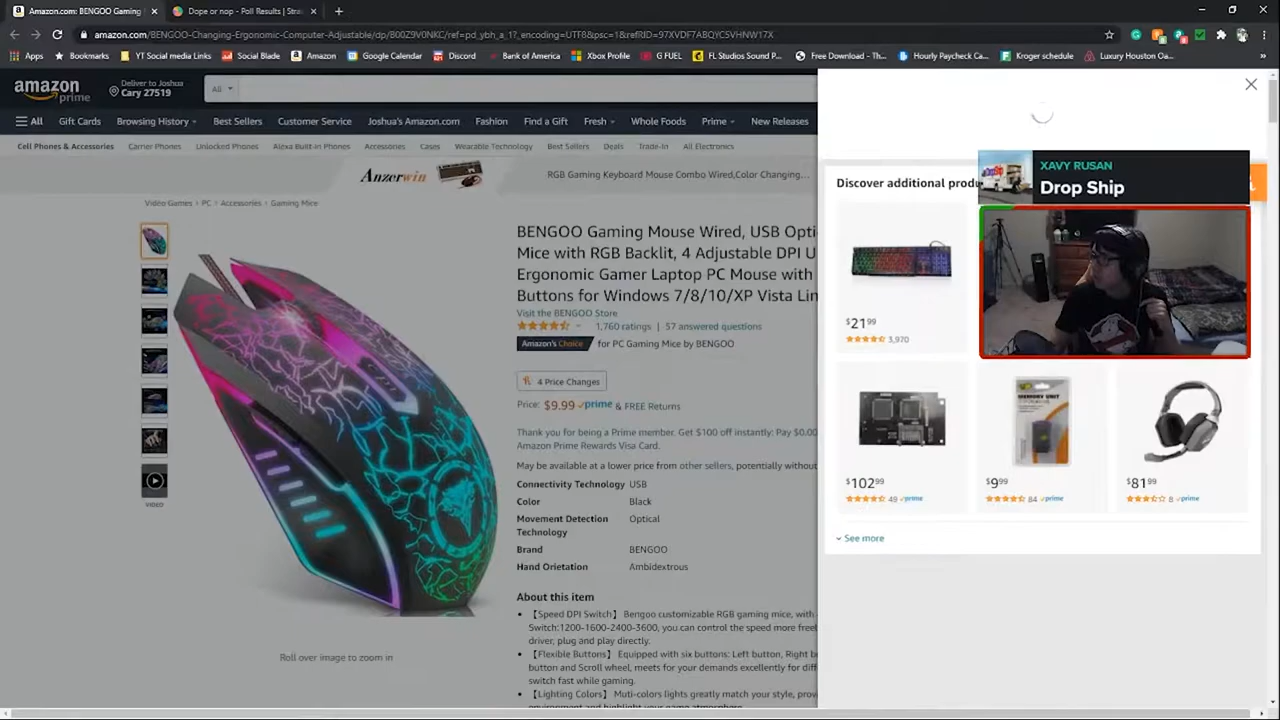 Amazon.com: BENGOO Gaming
Dope or nop - Poll Results | Stra
amazon.com/BENGOO-Changing-Ergonomic-Computer-Adjustable/dp/B00Z9V0NKC/ref=pd_ybh_a_1?_encoding=UTF8&psc=1&refRID=97XVDF7ABQYC5VHNW17X
Apps
Bookmarks
YT Social Media Links
Social Blade
Amazon
Google Calendar
Discord
Bank of America
Xbox Profile
G FUEL
FL Studios Sound P...
Free Download - Th...
Hourly Paycheck Ca...
Kroger schedule
Luxury Houston Oa...
amazon prime
Deliver to Joshua
Cary 27519
All
All
Gift Cards
Browsing History
Best Sellers
Customer Service
Joshua's Amazon.com
Fashion
Find a Gift
Fresh
Whole Foods
Prime
New Releases
Cell Phones & Accessories
Carrier Phones
Unlocked Phones
Alexa Built-in Phones
Accessories
Cases
Wearable Technology
Best Sellers
Deals
Trade-In
All Electronics
Anzerwin
RGB Gaming Keyboard Mouse Combo Wired,Color Changing...
Video Games › PC › Accessories › Gaming Mice
BENGOO Gaming Mouse Wired, USB Opti
Mice with RGB Backlit, 4 Adjustable DPI U
Ergonomic Gamer Laptop PC Mouse with
Buttons for Windows 7/8/10/XP Vista Lin
Visit the BENGOO Store
1,760 ratings | 57 answered questions
Amazon's Choice for PC Gaming Mice by BENGOO
4 Price Changes
Price: $9.99 prime & FREE Returns
Thank you for being a Prime member. Get $100 off instantly: Pay $0.00
Amazon Prime Rewards Visa Card.
May be available at a lower price from other sellers, potentially without
Connectivity Technology USB
Color Black
Movement Detection Optical
Technology
Brand BENGOO
Hand Orietation Ambidextrous
About this item
【Speed DPI Switch】 Bengoo customizable RGB gaming mice, with
Switch:1200-1600-2400-3600, you can control the speed more freel
driver, plug and play directly.
【Flexible Buttons】 Equipped with six buttons: Left button, Right b
button and Scroll wheel, meets for your demands excellently for dif
switch fast while gaming.
【Lighting Colors】 Muti-colors lights greatly match your style, prov
VIDEO
Roll over image to zoom in
Discover additional produ
XAVY RUSAN
Drop Ship
$21.99
3,970
MEMORY UNIT
$102.99
49 prime
$9.99
84 prime
$81.99
8 prime
See more